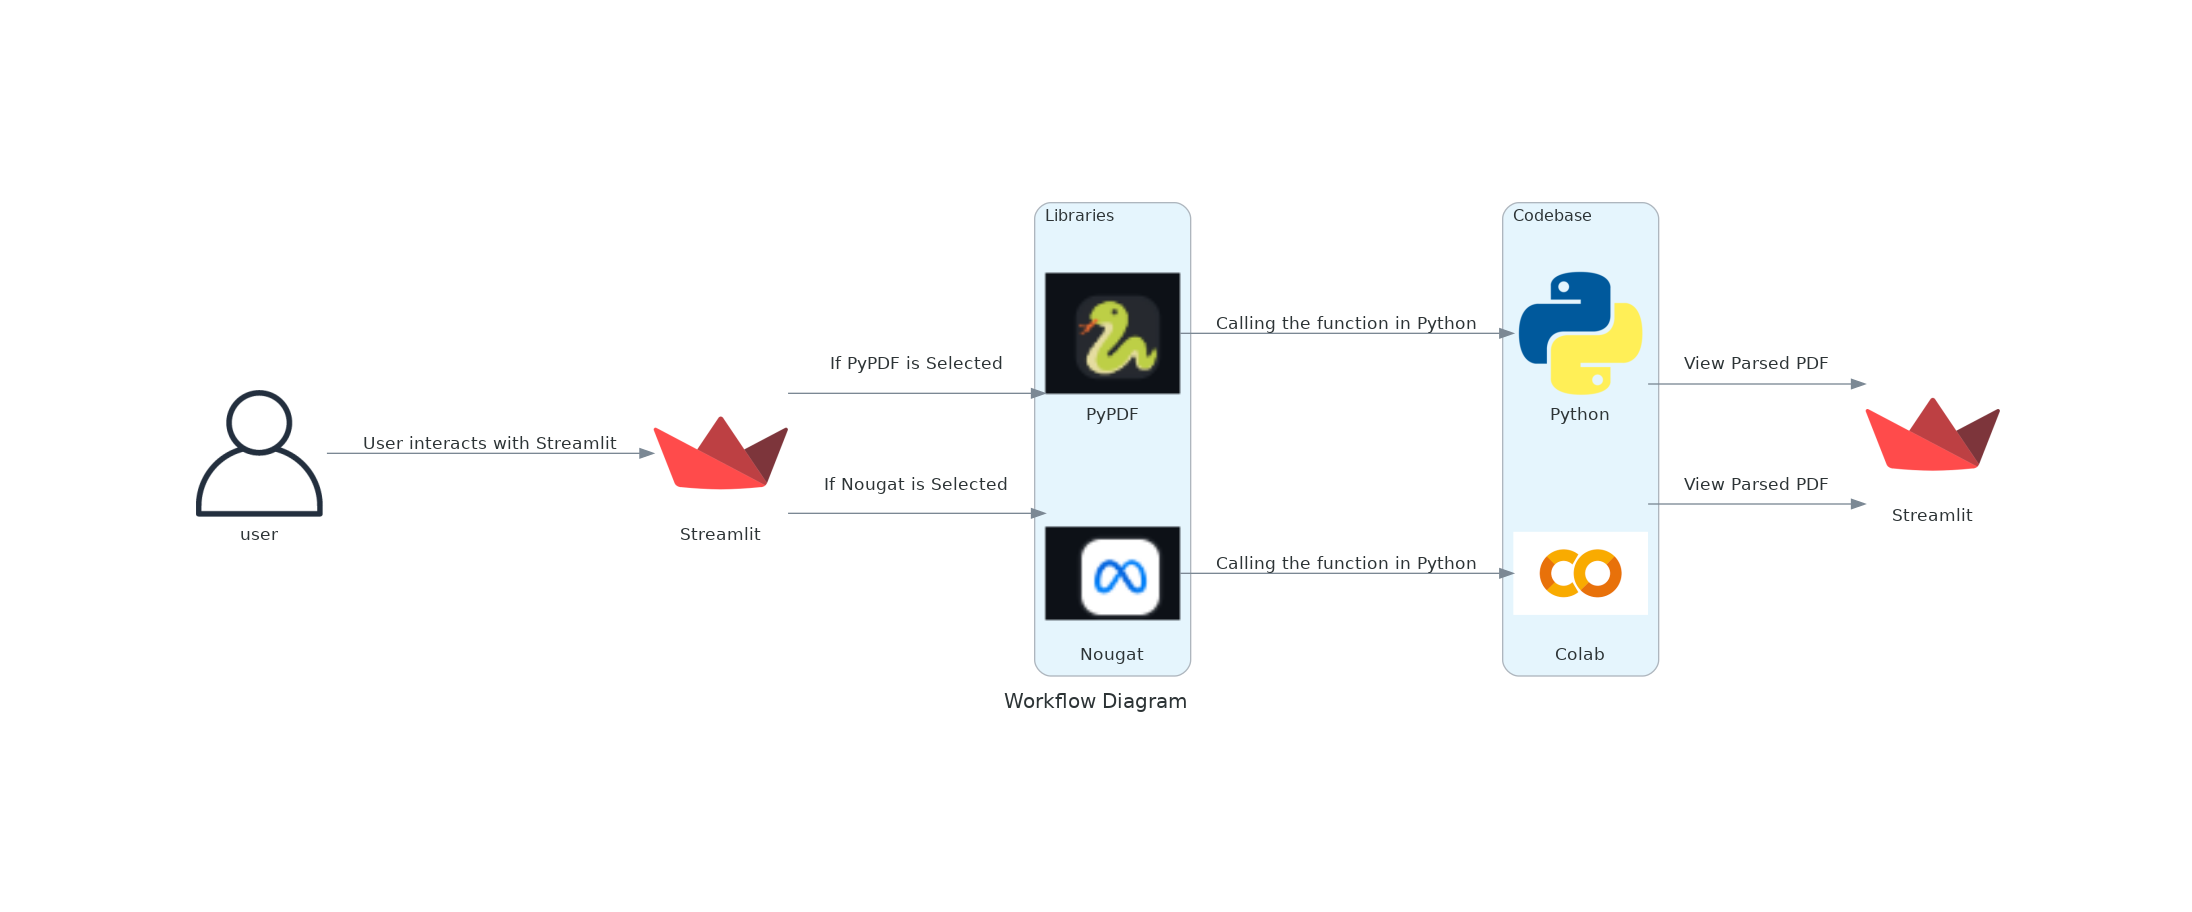 Libraries
Codebase
Calling the function in Python
If PyPDF is Selected
View Parsed PDF
PyPDF
Python
User interacts with Streamlit
If Nougat is Selected
View Parsed PDF
Streamlit
user
Streamlit
Calling the function in Python
Nougat
Colab
Workflow Diagram